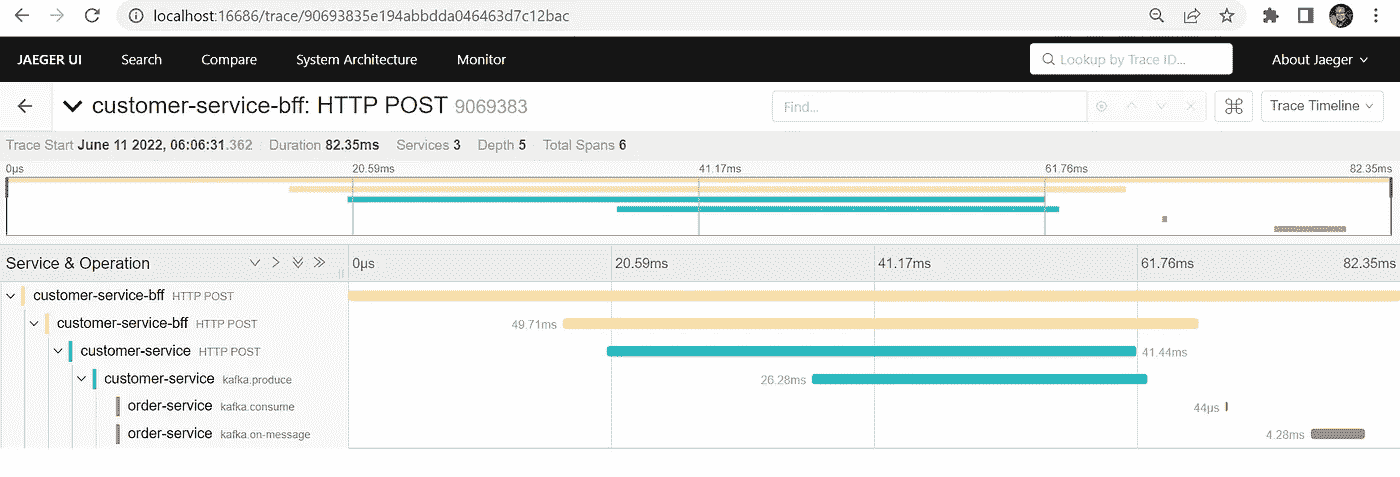 localhost:16686/trace/90693835e194abbdda046463d7c12bac
JAEGER UI Search Compare System Architecture Monitor Lookup by Trace ID... About Jaeger
customer-service-bff: HTTP POST 9069383 Find... Trace Timeline
Trace Start June 11 2022, 06:06:31.362 Duration 82.35ms Services 3 Depth 5 Total Spans 6
0μs 20.59ms 41.17ms 61.76ms 82.35ms
Service & Operation 0μs 20.59ms 41.17ms 61.76ms 82.35ms
customer-service-bff HTTP POST
customer-service-bff HTTP POST 49.71ms
customer-service HTTP POST 41.44ms
customer-service kafka.produce 26.28ms
order-service kafka.consume 44μs
order-service kafka.on-message 4.28ms